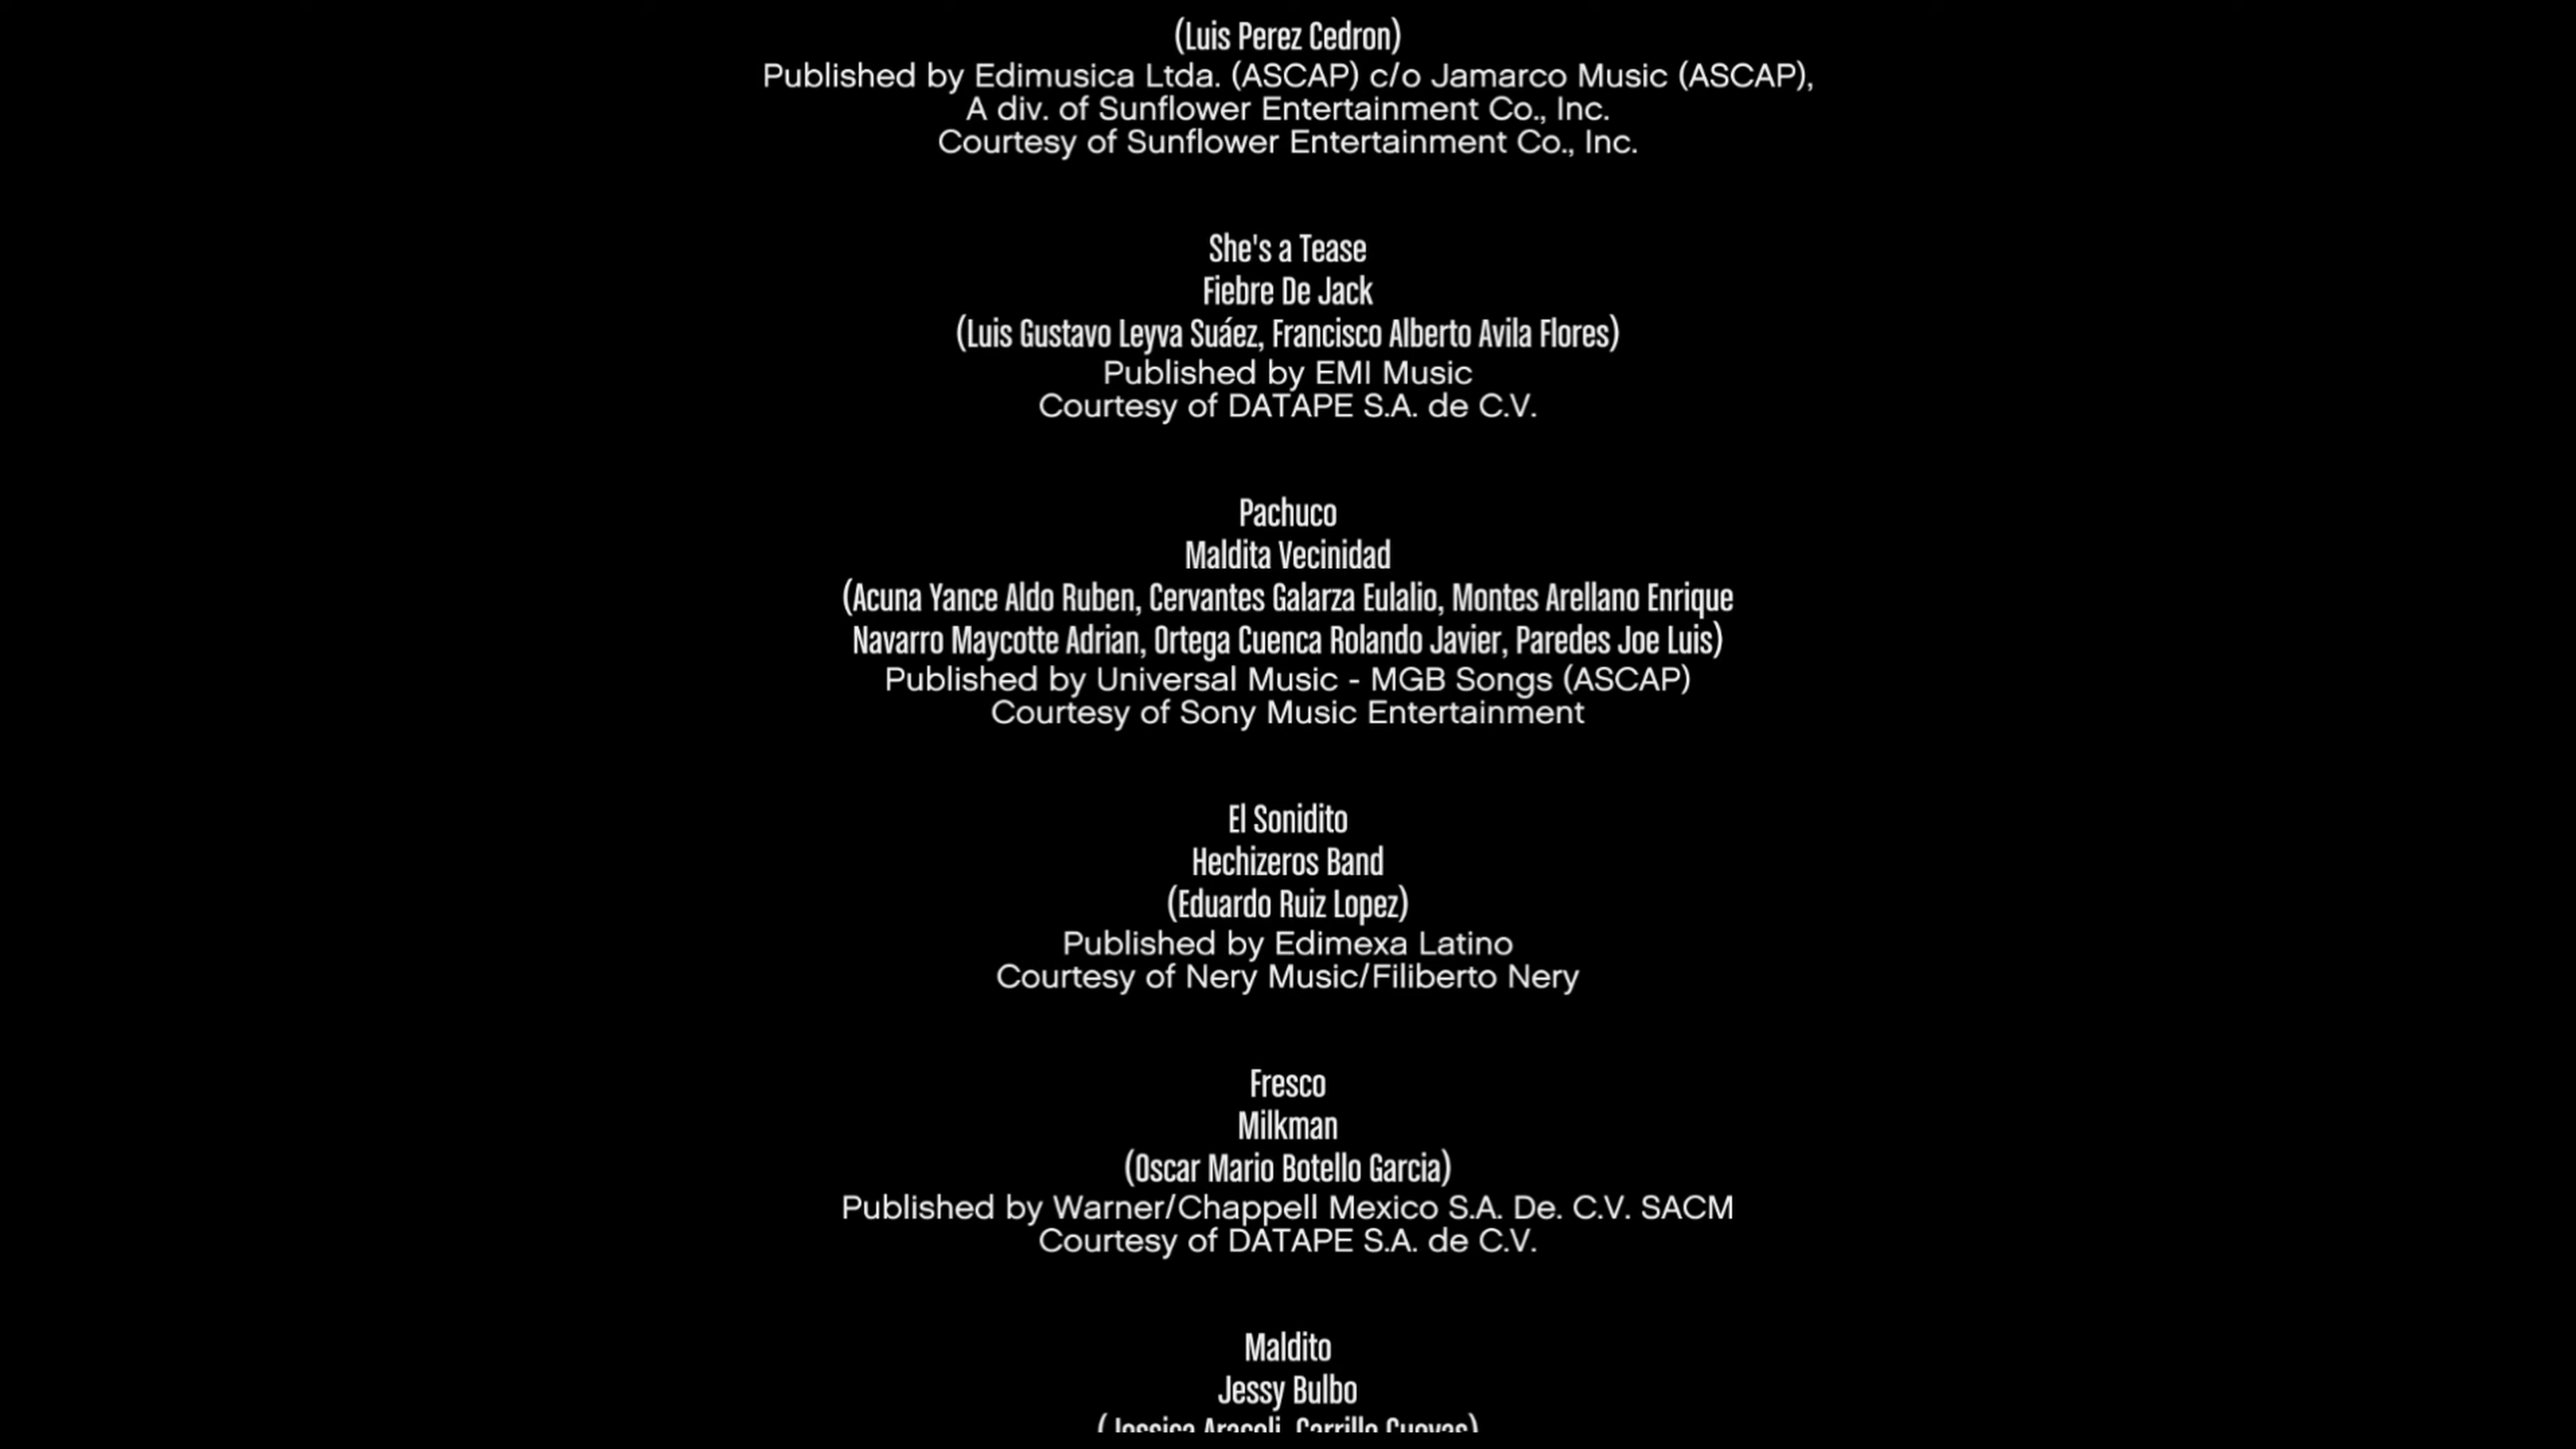 (Luis Perez Cedron)
Published by Edimusica Ltda. (ASCAP) c/o Jamarco Music (ASCAP),
A div. of Sunflower Entertainment Co., Inc.
Courtesy of Sunflower Entertainment Co., Inc.
She's a Tease
Fiebre De Jack
(Luis Gustavo Leyva Suáez, Francisco Alberto Avila Flores)
Published by EMI Music
Courtesy of DATAPE S.A. de C.V.
Pachuco
Maldita Vecinidad
(Acuna Yance Aldo Ruben, Cervantes Galarza Eulalio, Montes Arellano Enrique
Navarro Maycotte Adrian, Ortega Cuenca Rolando Javier, Paredes Joe Luis)
Published by Universal Music - MGB Songs (ASCAP)
Courtesy of Sony Music Entertainment
El Sonidito
Hechizeros Band
(Eduardo Ruiz Lopez)
Published by Edimexa Latino
Courtesy of Nery Music/Filiberto Nery
Fresco
Milkman
(Oscar Mario Botello Garcia)
Published by Warner/Chappell Mexico S.A. De. C.V. SACM
Courtesy of DATAPE S.A. de C.V.
Maldito
Jessy Bulbo
(Jessica Araceli, Carrillo Cuevas)